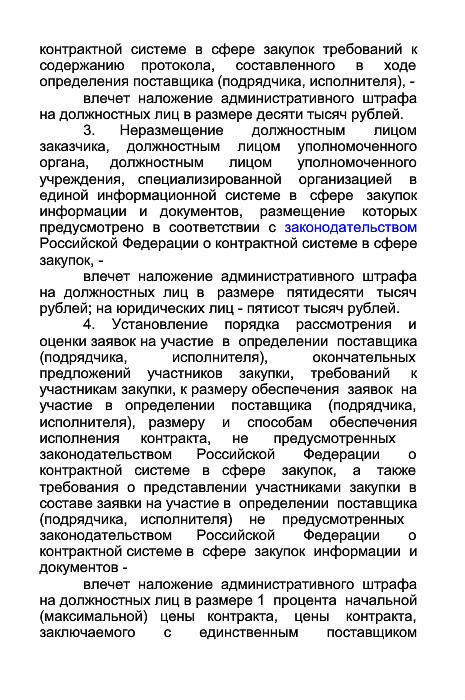 контрактной системе в сфере закупок требований к
содержанию протокола, составленного в ходе
определения поставщика (подрядчика, исполнителя), -
влечет наложение административного штрафа
на должностных лиц в размере десяти тысяч рублей.
3. Неразмещение должностным лицом
заказчика, должностным лицом уполномоченного
органа, должностным лицом уполномоченного
учреждения, специализированной организацией в
единой информационной системе в сфере закупок
информации и документов, размещение которых
предусмотрено в соответствии с законодательством
Российской Федерации о контрактной системе в сфере
закупок, -
влечет наложение административного штрафа
на должностных лиц в размере пятидесяти тысяч
рублей; на юридических лиц - пятисот тысяч рублей.
4. Установление порядка рассмотрения и
оценки заявок на участие в определении поставщика
(подрядчика, исполнителя), окончательных
предложений участников закупки, требований к
участникам закупки, к размеру обеспечения заявок на
участие в определении поставщика (подрядчика,
исполнителя), размеру и способам обеспечения
исполнения контракта, не предусмотренных
законодательством Российской Федерации о
контрактной системе в сфере закупок, а также
требования о представлении участниками закупки в
составе заявки на участие в определении поставщика
(подрядчика, исполнителя) не предусмотренных
законодательством Российской Федерации о
контрактной системе в сфере закупок информации и
документов -
влечет наложение административного штрафа
на должностных лиц в размере 1 процента начальной
(максимальной) цены контракта, цены контракта,
заключаемого с единственным поставщиком